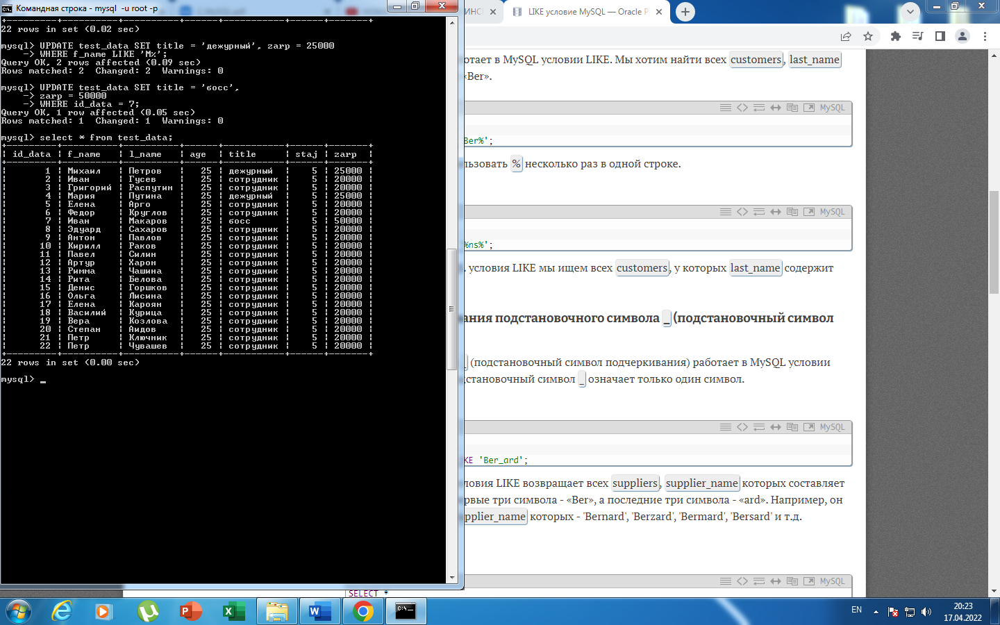 Командная строка - mysql -u root -p
22 rows in set (0.02 sec)
mysql> UPDATE test_data SET title = 'дежурный', zarp = 25000
-> WHERE f_name LIKE 'М%';
Query OK, 2 rows affected (0.09 sec)
Rows matched: 2 Changed: 2 Warnings: 0
mysql> UPDATE test_data SET title = 'босс',
-> zarp = 50000
-> WHERE id_data = 7;
Query OK, 1 row affected (0.05 sec)
Rows matched: 1 Changed: 1 Warnings: 0
mysql> select * from test_data;
| id_data | f_name | l_name | age | title | staj | zarp |
| 1 | Михаил | Петров | 25 | дежурный | 5 | 25000 |
| 2 | Иван | Гусев | 25 | сотрудник | 5 | 20000 |
| 3 | Григорий | Распутин | 25 | сотрудник | 5 | 20000 |
| 4 | Мария | Путина | 25 | дежурный | 5 | 25000 |
| 5 | Елена | Арго | 25 | сотрудник | 5 | 20000 |
| 6 | Федор | Круглов | 25 | сотрудник | 5 | 20000 |
| 7 | Иван | Макаров | 25 | босс | 5 | 50000 |
| 8 | Эдуард | Сахаров | 25 | сотрудник | 5 | 20000 |
| 9 | Антон | Павлов | 25 | сотрудник | 5 | 20000 |
| 10 | Кирилл | Раков | 25 | сотрудник | 5 | 20000 |
| 11 | Павел | Силин | 25 | сотрудник | 5 | 20000 |
| 12 | Артур | Харон | 25 | сотрудник | 5 | 20000 |
| 13 | Римма | Чашина | 25 | сотрудник | 5 | 20000 |
| 14 | Рита | Белова | 25 | сотрудник | 5 | 20000 |
| 15 | Денис | Горшков | 25 | сотрудник | 5 | 20000 |
| 16 | Ольга | Лисина | 25 | сотрудник | 5 | 20000 |
| 17 | Елена | Кароян | 25 | сотрудник | 5 | 20000 |
| 18 | Василий | Курица | 25 | сотрудник | 5 | 20000 |
| 19 | Вера | Козлова | 25 | сотрудник | 5 | 20000 |
| 20 | Степан | Аидов | 25 | сотрудник | 5 | 20000 |
| 21 | Петр | Ключник | 25 | сотрудник | 5 | 20000 |
| 22 | Петр | Чувашев | 25 | сотрудник | 5 | 20000 |
22 rows in set (0.00 sec)
mysql> _
LIKE условие MySQL — Oracle P
отает в MySQL условии LIKE. Мы хотим найти всех customers, last_name
«Ber».
MySQL
Ber%';
льзовать % несколько раз в одной строке.
MySQL
%ns%';
. условия LIKE мы ищем всех customers, у которых last_name содержит
ания подстановочного символа _ (подстановочный символ
(подстановочный символ подчеркивания) работает в MySQL условии
дстановочный символ _ означает только один символ.
MySQL
KE 'Ber_ard';
ловия LIKE возвращает всех suppliers, supplier_name которых составляет
рвые три символа - «Ber», а последние три символа - «ard». Например, он
pplier_name которых - 'Bernard', 'Berzard', 'Bermard', 'Bersard' и т.д.
MySQL
SELECT *
EN
20:23
17.04.2022